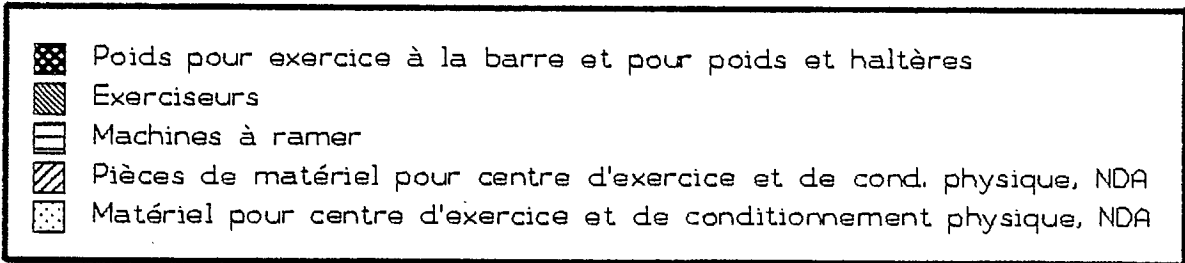 Poids pour exercice à la barre et pour poids et haltères
Exerciseurs
Machines à ramer
Pièces de matériel pour centre d'exercice et de cond. physique, NDA
Matériel pour centre d'exercice et de conditionnement physique, NDA